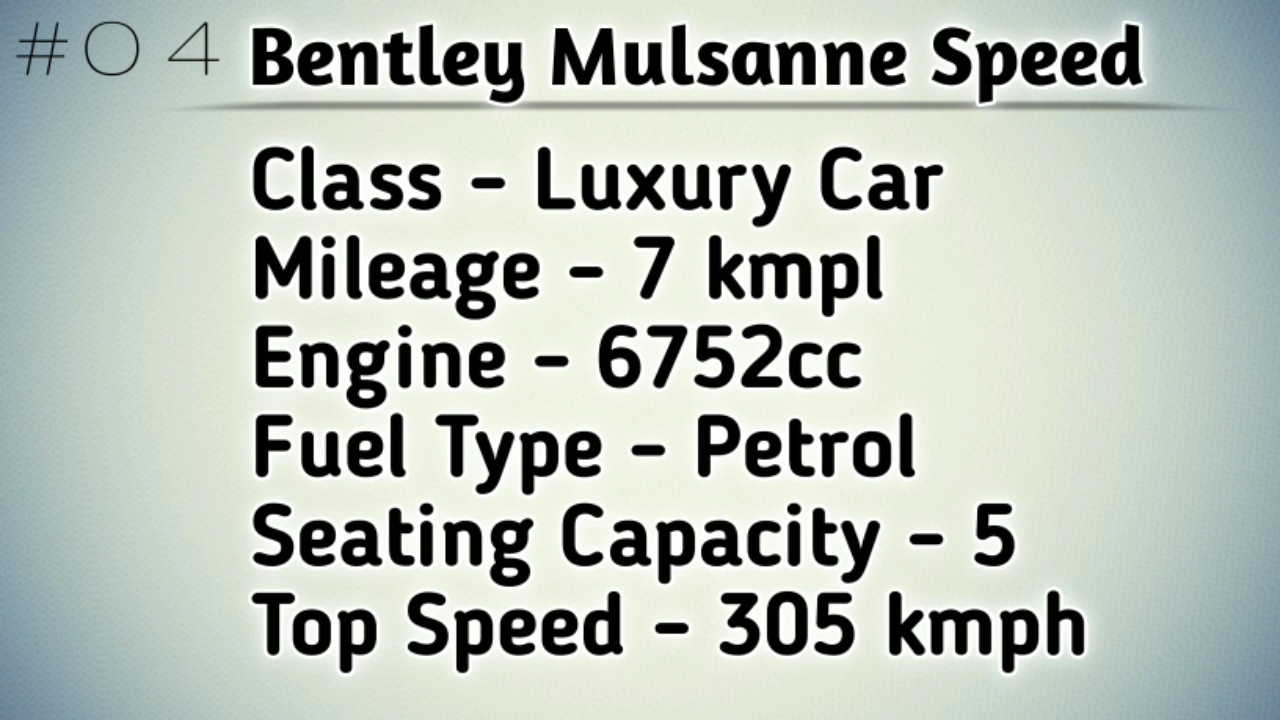 #04 Bentley Mulsanne Speed
Class - Luxury Car
Mileage - 7 kmpl
Engine - 6752cc
Fuel Type - Petrol
Seating Capacity - 5
Top Speed - 305 kmph